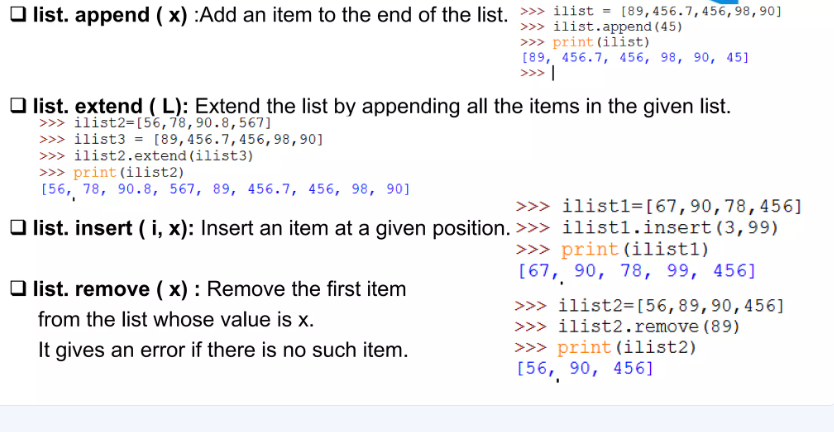 ❑ list. append ( x) :Add an item to the end of the list.
>>> ilist = [89,456.7,456,98,90]
>>> ilist.append(45)
>>> print(ilist)
[89, 456.7, 456, 98, 90, 45]
>>>
❑ list. extend ( L): Extend the list by appending all the items in the given list.
>>> ilist2=[56,78,90.8,567]
>>> ilist3 = [89,456.7,456,98,90]
>>> ilist2.extend(ilist3)
>>> print(ilist2)
[56, 78, 90.8, 567, 89, 456.7, 456, 98, 90]
❑ list. insert ( i, x): Insert an item at a given position.
>>> ilist1=[67,90,78,456]
>>> ilist1.insert(3,99)
>>> print(ilist1)
[67, 90, 78, 99, 456]
❑ list. remove ( x) : Remove the first item
from the list whose value is x.
It gives an error if there is no such item.
>>> ilist2=[56,89,90,456]
>>> ilist2.remove(89)
>>> print(ilist2)
[56, 90, 456]